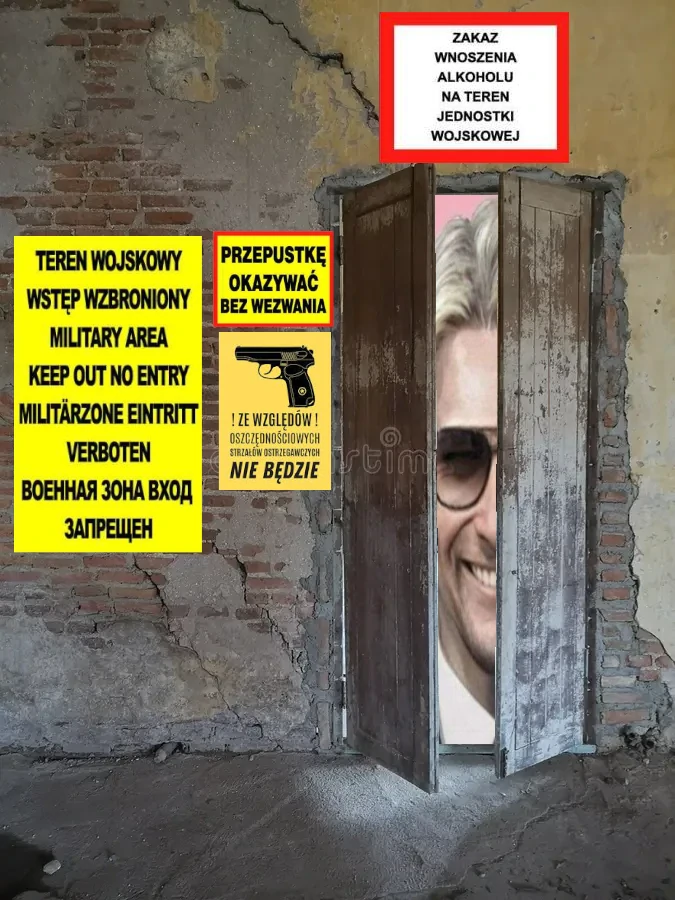 ZAKAZ
WNOSZENIA
ALKOHOLU
NA TEREN
JEDNOSTKI
WOJSKOWEJ
TEREN WOJSKOWY
WSTĘP WZBRONIONY
MILITARY AREA
KEEP OUT NO ENTRY
MILITÄRZONE EINTRITT
VERBOTEN
ВОЕННАЯ ЗОНА ВХОД
ЗАПРЕЩЕН
PRZEPUSTKĘ
OKAZYWAĆ
BEZ WEZWANIA
! ZE WZGLĘDÓW !
OSZCZĘDNOŚCIOWYCH
STRZAŁÓW OSTRZEGAWCZYCH
NIE BĘDZIE